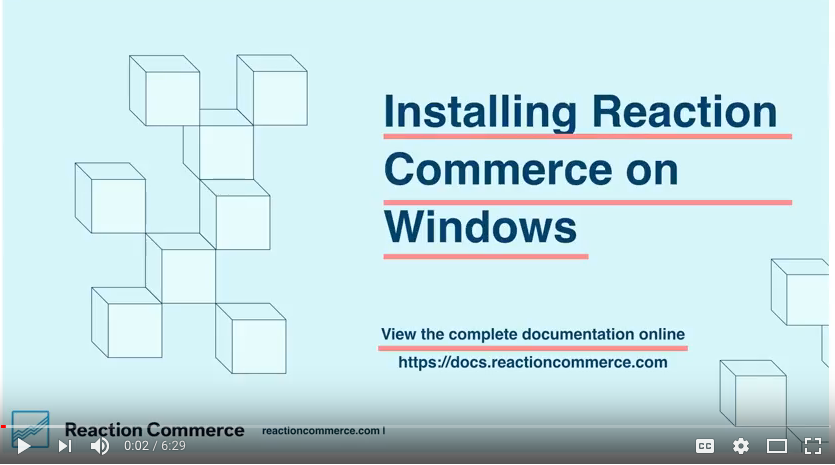 Installing Reaction
Commerce on
Windows
View the complete documentation online
https://docs.reactioncommerce.com
Reaction Commerce
reactioncommerce.com |
0:02 / 6:29
CC